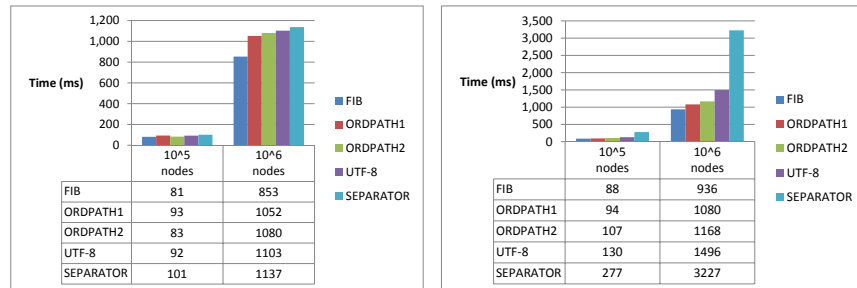 1,200
1,000
800
600
400
200
0
Time (ms)
FIB
ORDPATH1
ORDPATH2
UTF-8
SEPARATOR
10^5 nodes
10^6 nodes
FIB 81 853
ORDPATH1 93 1052
ORDPATH2 83 1080
UTF-8 92 1103
SEPARATOR 101 1137
3,500
3,000
2,500
2,000
1,500
1,000
500
0
Time (ms)
FIB
ORDPATH1
ORDPATH2
UTF-8
SEPARATOR
10^5 nodes
10^6 nodes
FIB 88 936
ORDPATH1 94 1080
ORDPATH2 107 1168
UTF-8 130 1496
SEPARATOR 277 3227